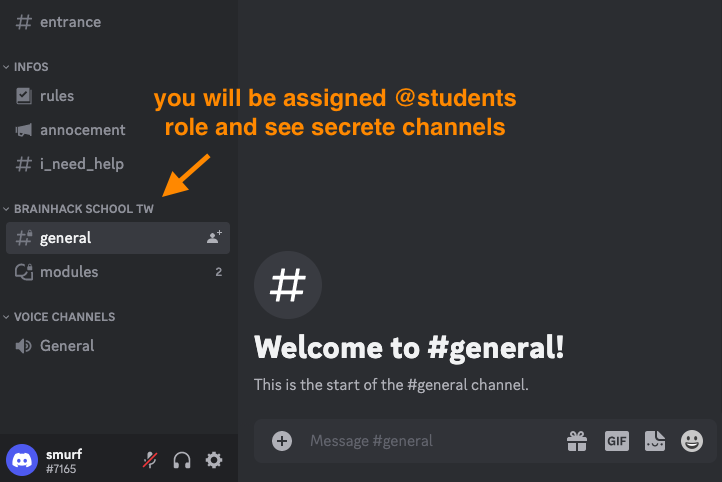 entrance
INFOS
rules
annocement
i_need_help
you will be assigned @students
role and see secrete channels
BRAINHACK SCHOOL TW
general
modules 2
VOICE CHANNELS
General
Welcome to #general!
This is the start of the #general channel.
Message #general
GIF
smurf
#7165